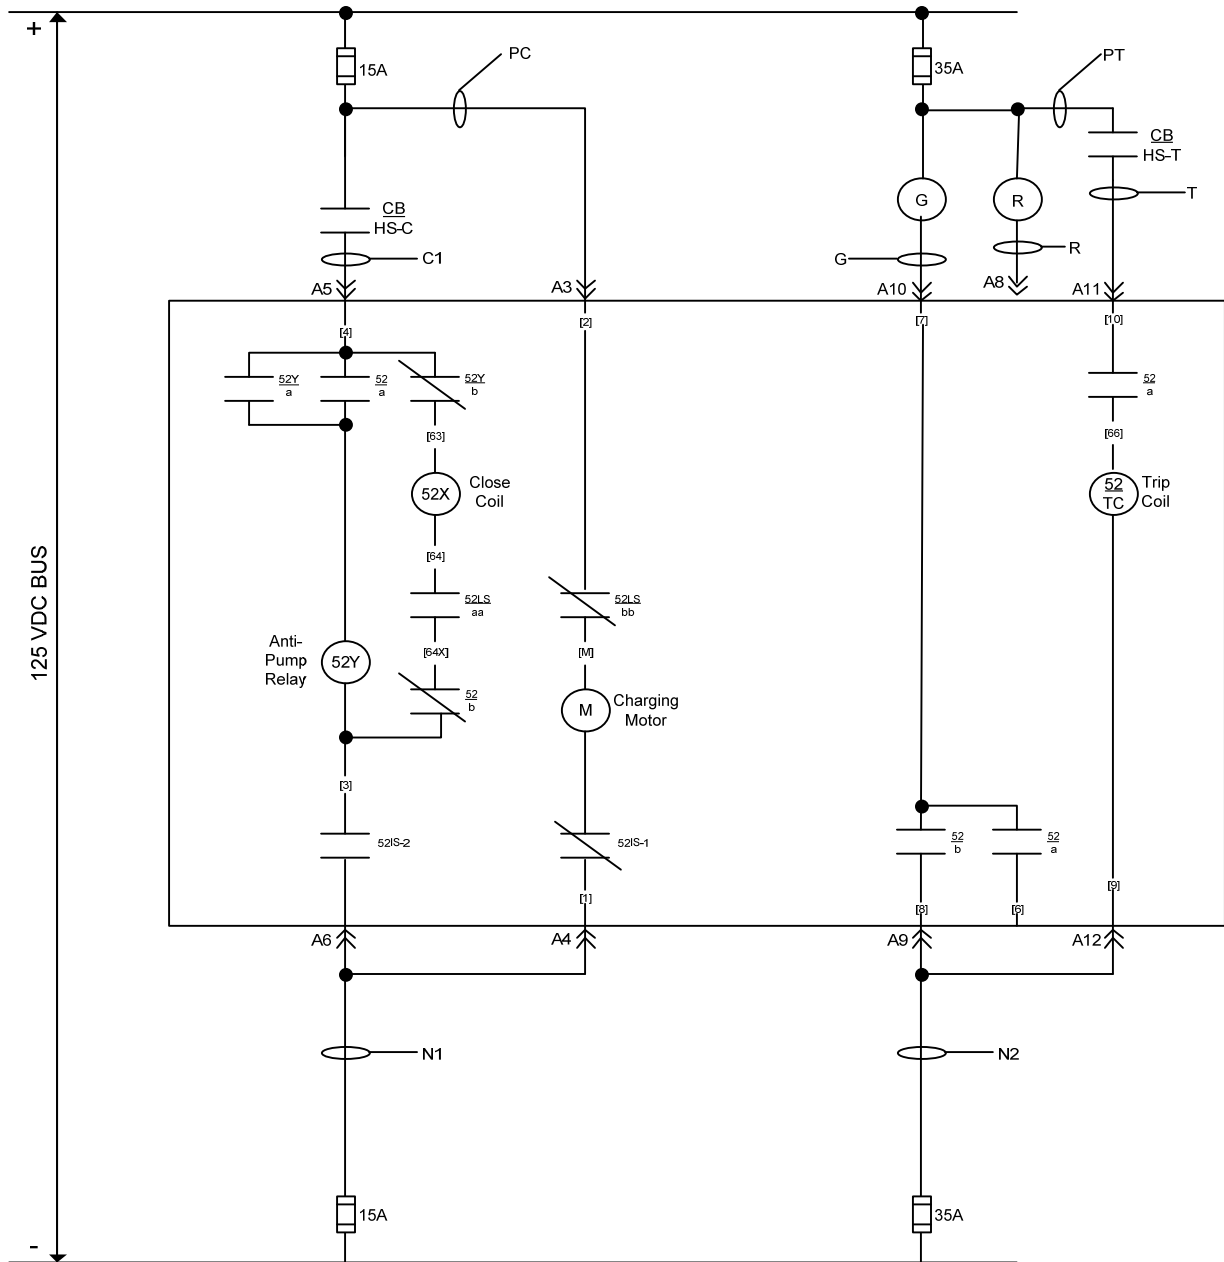 +
15A
PC
35A
PT
CB
HS-T
G
R
T
CB
HS-C
C1
G
R
A5
A3
A10
A8
A11
[4]
[2]
[7]
[10]
52Y
a
52
a
52Y
b
52
a
[63]
[66]
52X
Close
Coil
52
TC
Trip
Coil
[64]
125 VDC BUS
52LS
aa
52LS
bb
Anti-
Pump
Relay
52Y
[64X]
[M]
52
b
M
Charging
Motor
[3]
52IS-2
52IS-1
52
b
52
a
[1]
[8]
[6]
[9]
A6
A4
A9
A12
N1
N2
15A
35A
-